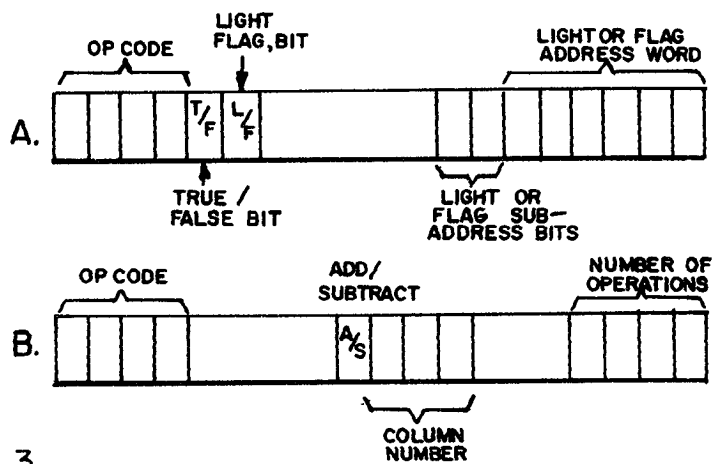 LIGHT
FLAG,BIT
OP CODE
LIGHT OR FLAG
ADDRESS WORD
A.
T/F
L/F
TRUE /
FALSE BIT
LIGHT OR
FLAG SUB-
ADDRESS BITS
OP CODE
ADD/
SUBTRACT
NUMBER OF
OPERATIONS
B.
A/S
COLUMN
NUMBER